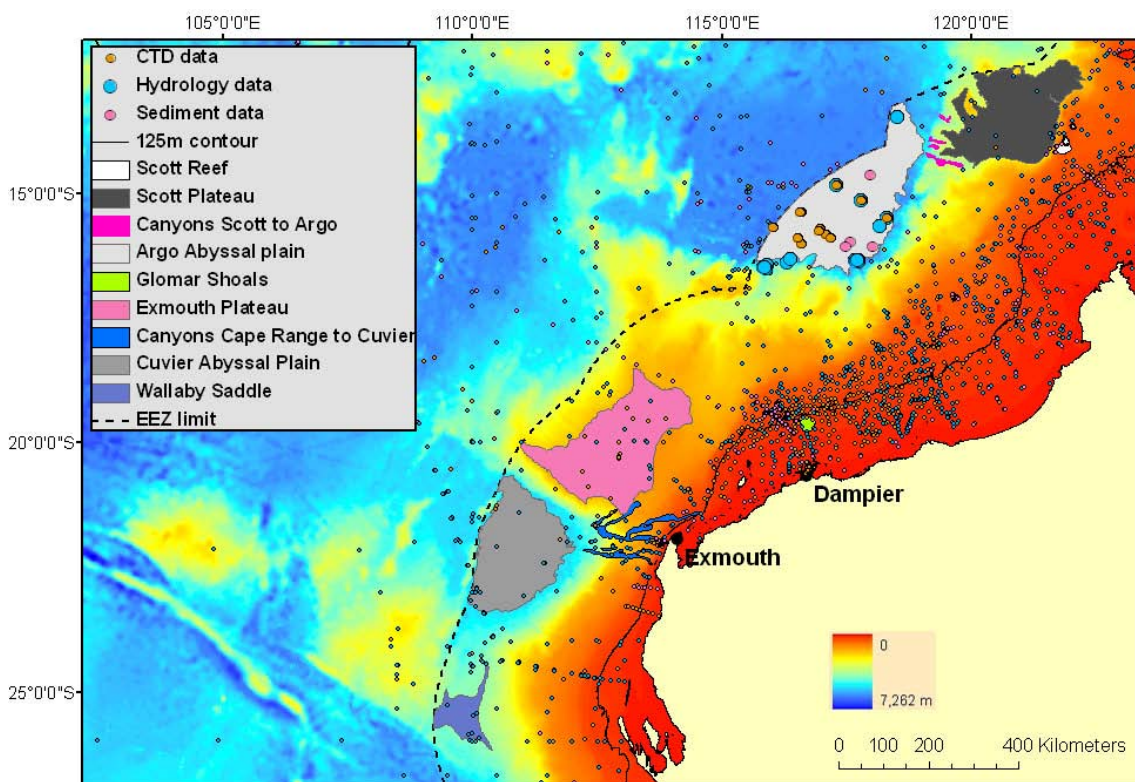 105°0'0"E 110°0'0"E 115°0'0"E 120°0'0"E
CTD data
Hydrology data
Sediment data
125m contour
Scott Reef
Scott Plateau
Canyons Scott to Argo
Argo Abyssal plain
Glomar Shoals
Exmouth Plateau
Canyons Cape Range to Cuvier
Cuvier Abyssal Plain
Wallaby Saddle
EEZ limit
15°0'0"S
20°0'0"S
25°0'0"S
Dampier
Exmouth
0
7,262 m
0 100 200 400 Kilometers